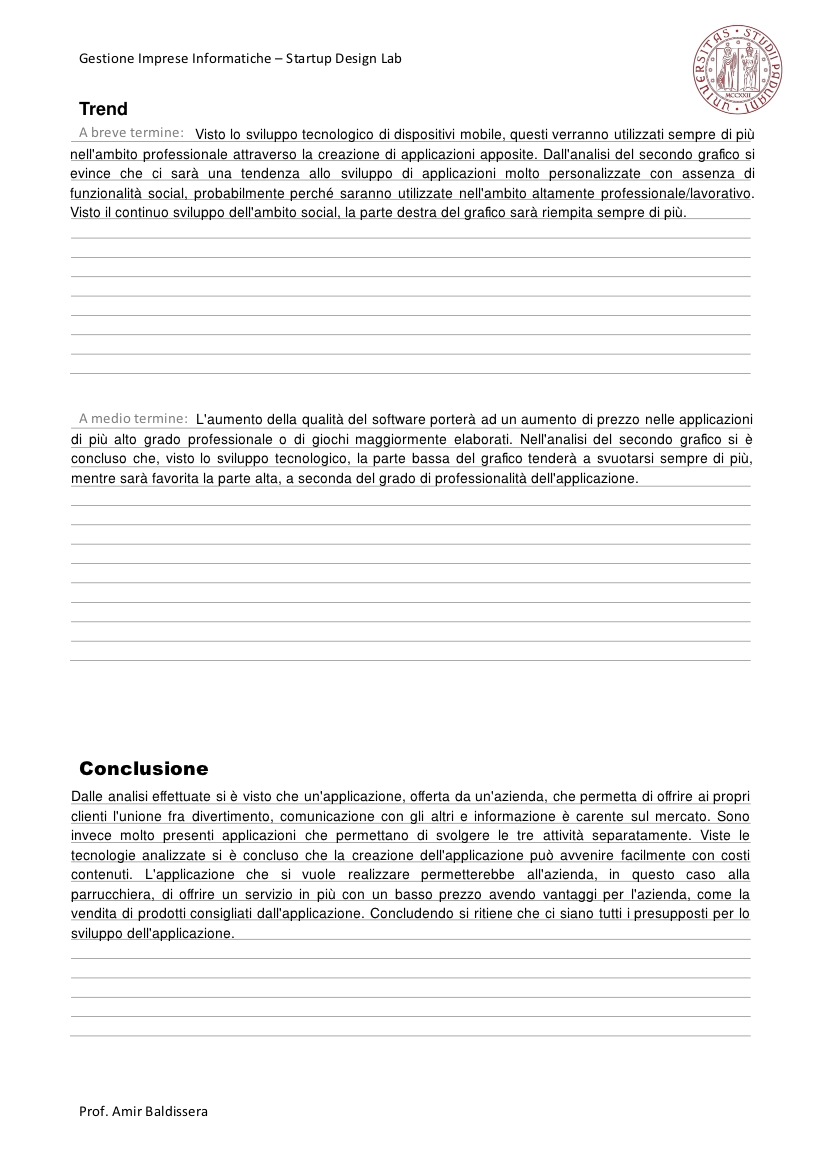 Gestione Imprese Informatiche – Startup Design Lab
UNIVERSITAS • STUDII PADUANI •
MCCXXII
Trend
A breve termine: Visto lo sviluppo tecnologico di dispositivi mobile, questi verranno utilizzati sempre di più
nell'ambito professionale attraverso la creazione di applicazioni apposite. Dall'analisi del secondo grafico si
evince che ci sarà una tendenza allo sviluppo di applicazioni molto personalizzate con assenza di
funzionalità social, probabilmente perché saranno utilizzate nell'ambito altamente professionale/lavorativo.
Visto il continuo sviluppo dell'ambito social, la parte destra del grafico sarà riempita sempre di più.
A medio termine: L'aumento della qualità del software porterà ad un aumento di prezzo nelle applicazioni
di più alto grado professionale o di giochi maggiormente elaborati. Nell'analisi del secondo grafico si è
concluso che, visto lo sviluppo tecnologico, la parte bassa del grafico tenderà a svuotarsi sempre di più,
mentre sarà favorita la parte alta, a seconda del grado di professionalità dell'applicazione.
Conclusione
Dalle analisi effettuate si è visto che un'applicazione, offerta da un'azienda, che permetta di offrire ai propri
clienti l'unione fra divertimento, comunicazione con gli altri e informazione è carente sul mercato. Sono
invece molto presenti applicazioni che permettano di svolgere le tre attività separatamente. Viste le
tecnologie analizzate si è concluso che la creazione dell'applicazione può avvenire facilmente con costi
contenuti. L'applicazione che si vuole realizzare permetterebbe all'azienda, in questo caso alla
parrucchiera, di offrire un servizio in più con un basso prezzo avendo vantaggi per l'azienda, come la
vendita di prodotti consigliati dall'applicazione. Concludendo si ritiene che ci siano tutti i presupposti per lo
sviluppo dell'applicazione.
Prof. Amir Baldissera